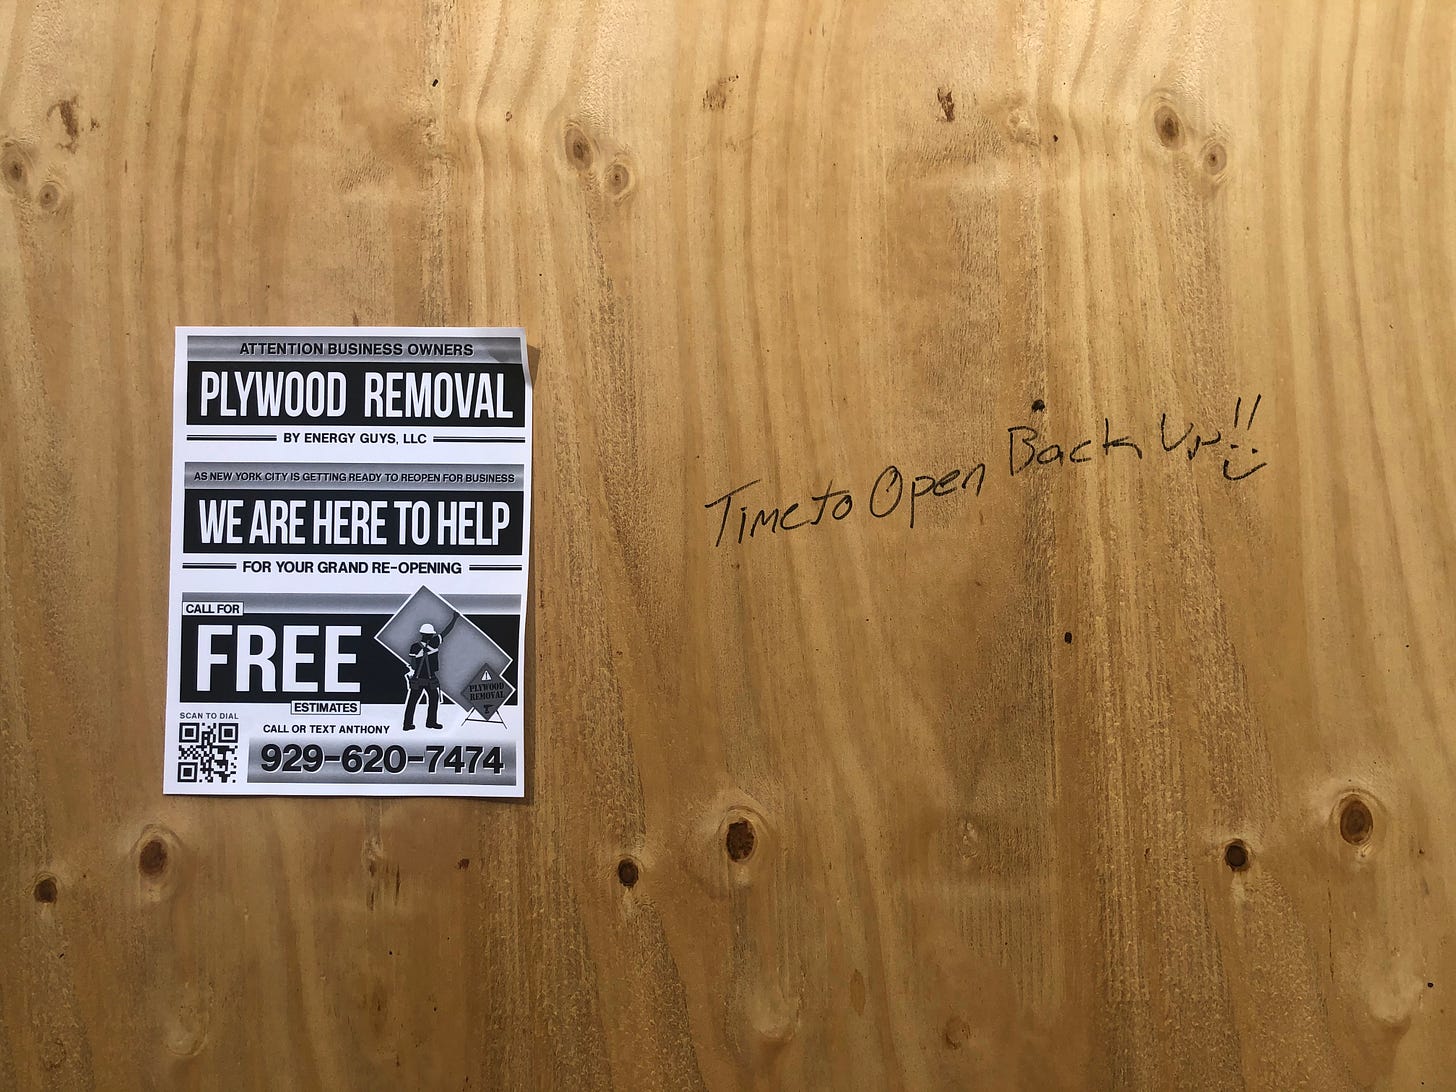 ATTENTION BUSINESS OWNERS
PLYWOOD REMOVAL
BY ENERGY GUYS, LLC
AS NEW YORK CITY IS GETTING READY TO REOPEN FOR BUSINESS
WE ARE HERE TO HELP
FOR YOUR GRAND RE-OPENING
CALL FOR
FREE
ESTIMATES
PLYWOOD
REMOVAL
SCAN TO DIAL
CALL OR TEXT ANTHONY
929-620-7474
Time to Open Back Up!!